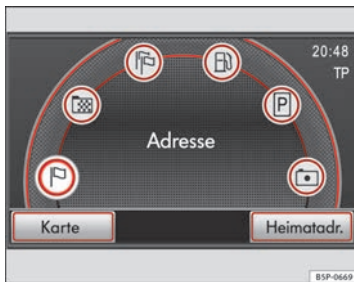 20:48
TP
P
Adresse
Karte
Heimatadr.
B5P-0669